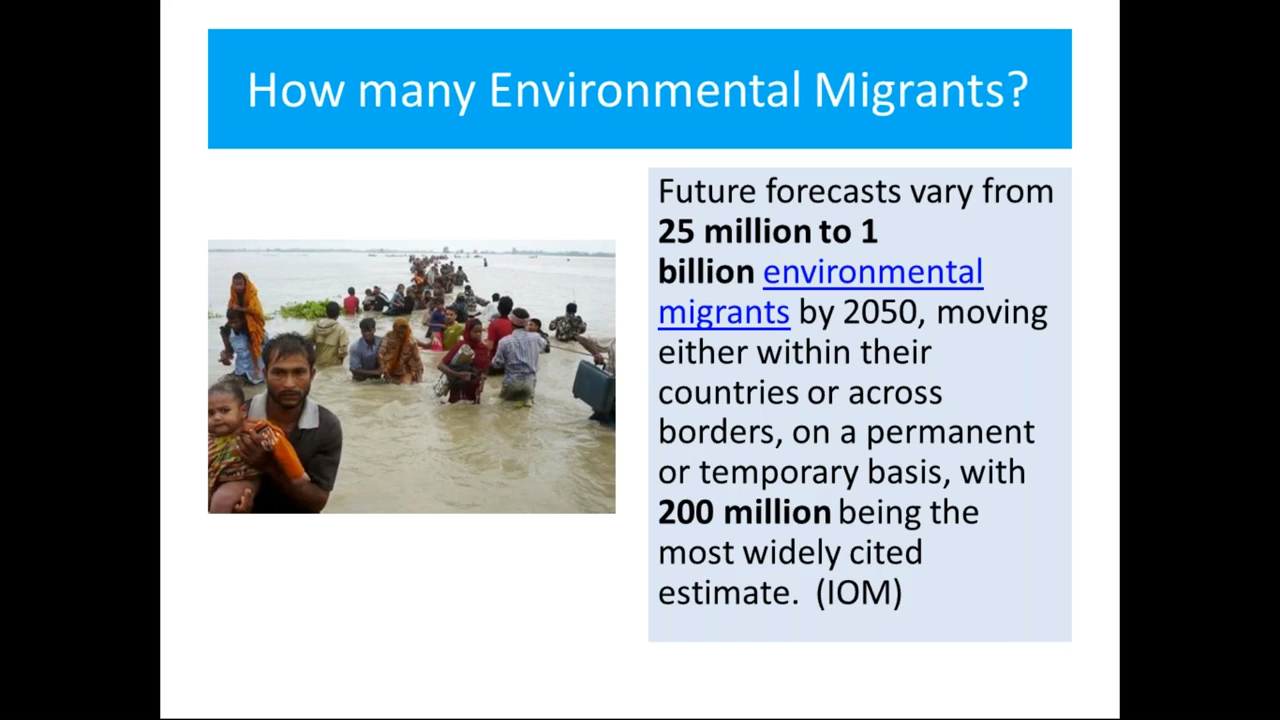 How many Environmental Migrants?
Future forecasts vary from
25 million to 1
billion environmental
migrants by 2050, moving
either within their
countries or across
borders, on a permanent
or temporary basis, with
200 million being the
most widely cited
estimate. (IOM)